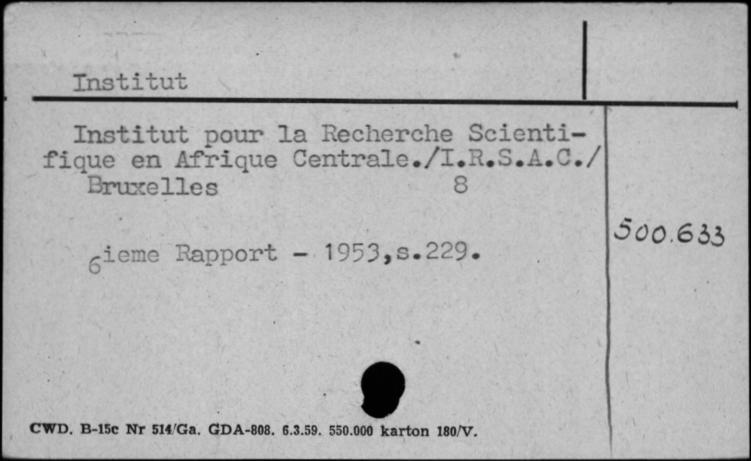 Institut
Institut pour la Recherche Scienti-
fique en Afrique Centrale./I.R.S.A.C./
Bruxelles 8
500.633
6ieme Rapport - 1953,s.229.
CWD. B-15c Nr 514/Ga. GDA-808. 6.3.59. 550.000 karton 180/V.